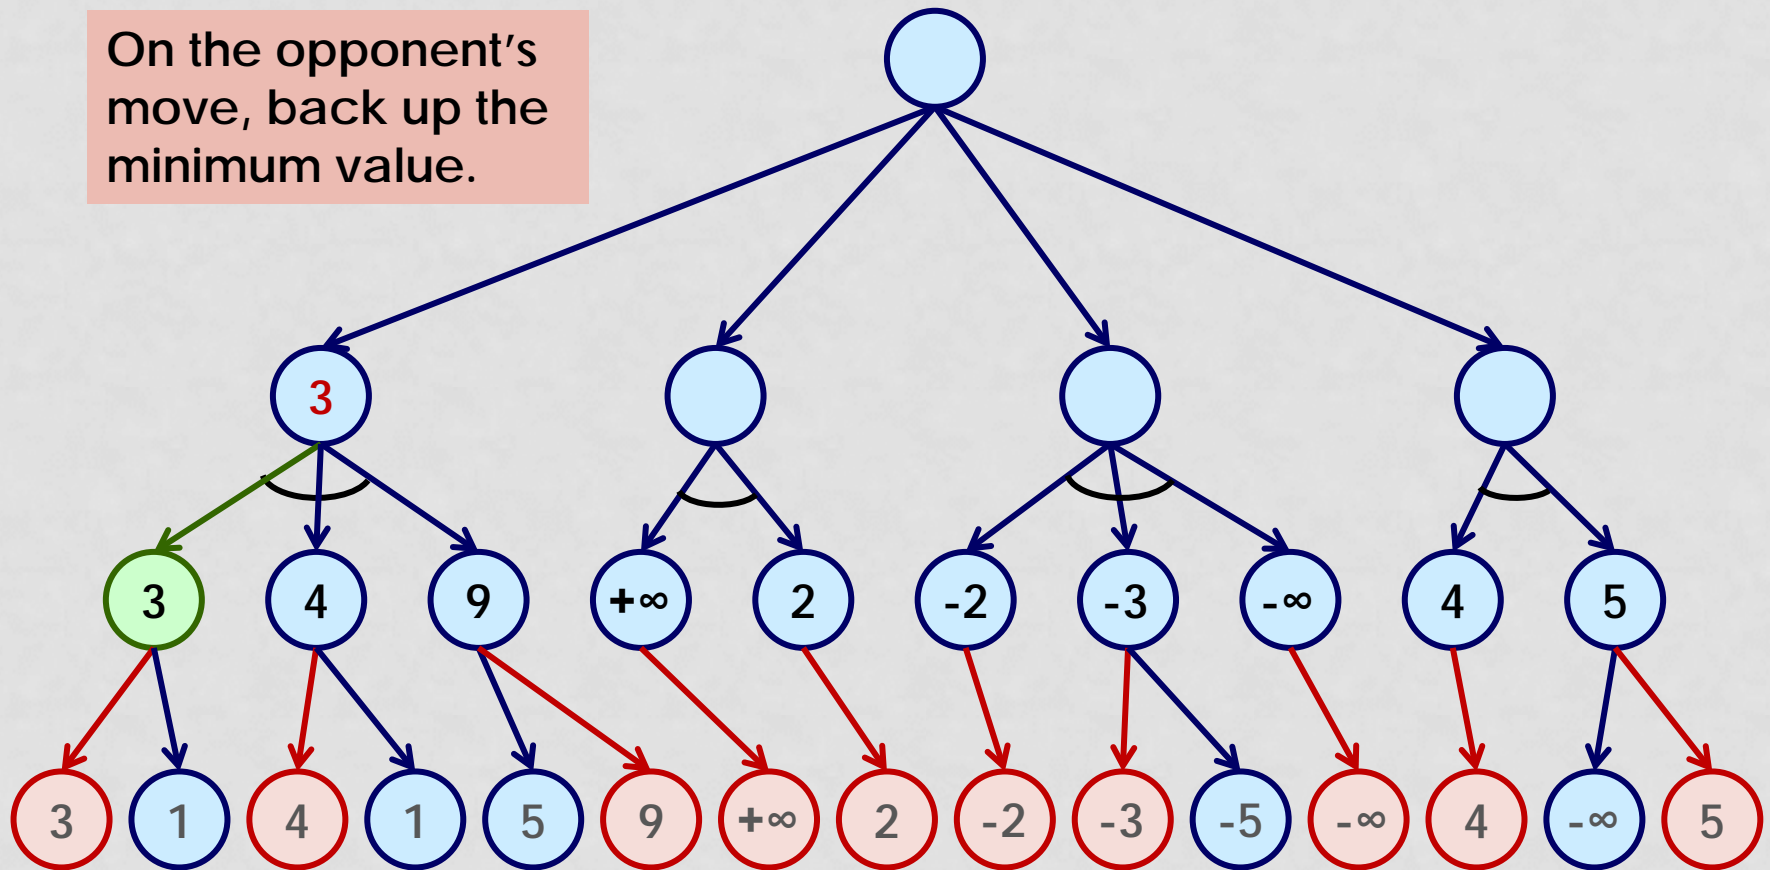 On the opponent's
move, back up the
minimum value.
3
3 4 9 +∞ 2 -2 -3 -∞ 4 5
3 1 4 1 5 9 +∞ 2 -2 -3 -5 -∞ 4 -∞ 5